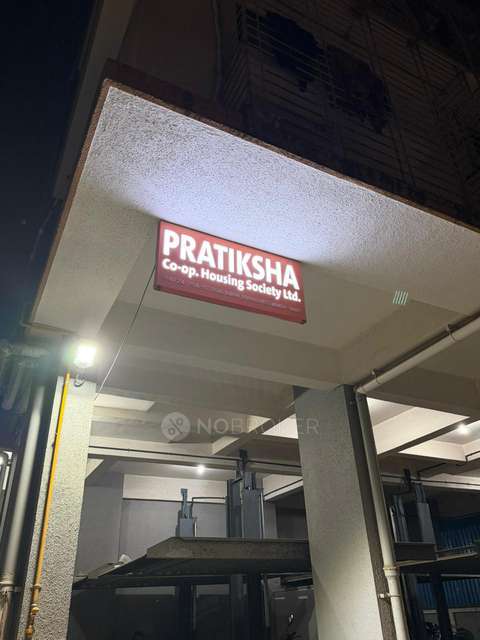 PRATIKSHA
Co-op. Housing Society Ltd.
NOBROKER